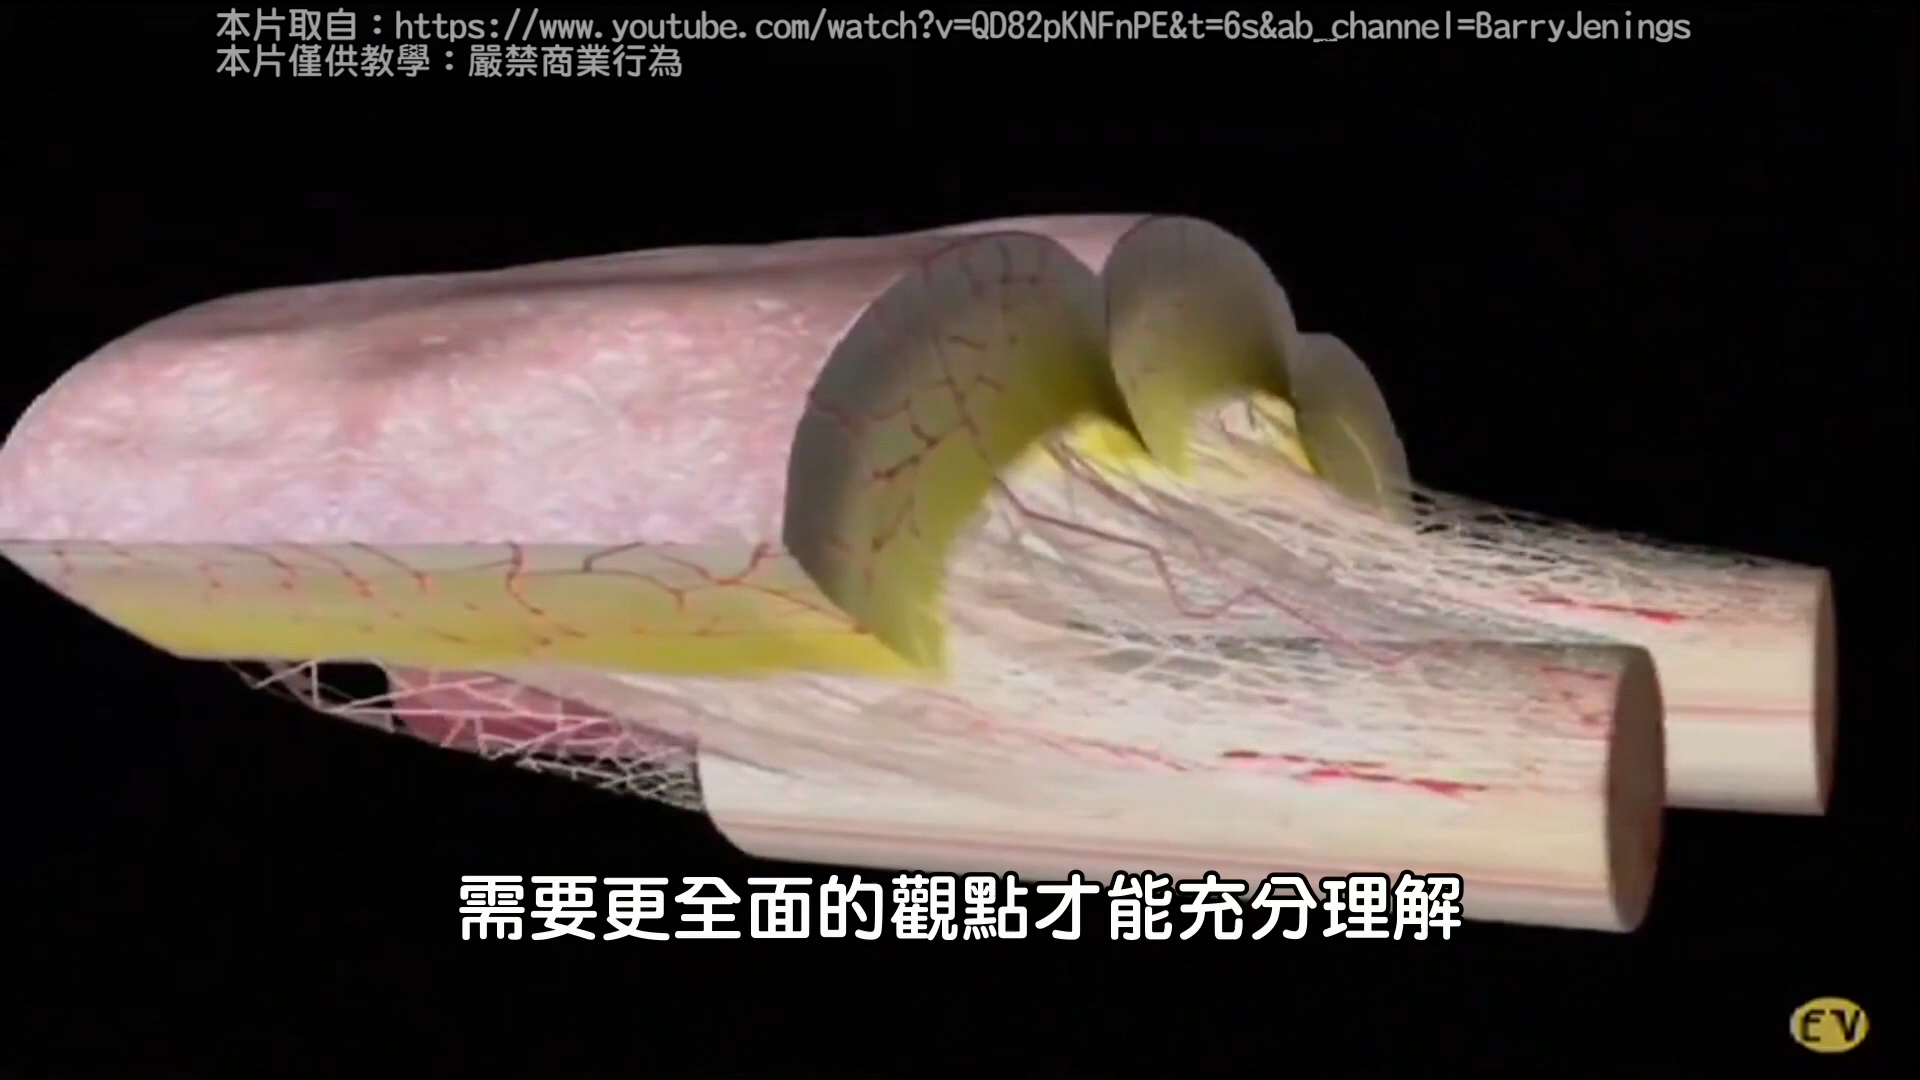 本片取自：https://www.youtube.com/watch?v=QD82pKNFnPE&t=6s&ab_channel=BarryJenings
本片僅供教學：嚴禁商業行為
需要更全面的觀點才能充分理解
EV